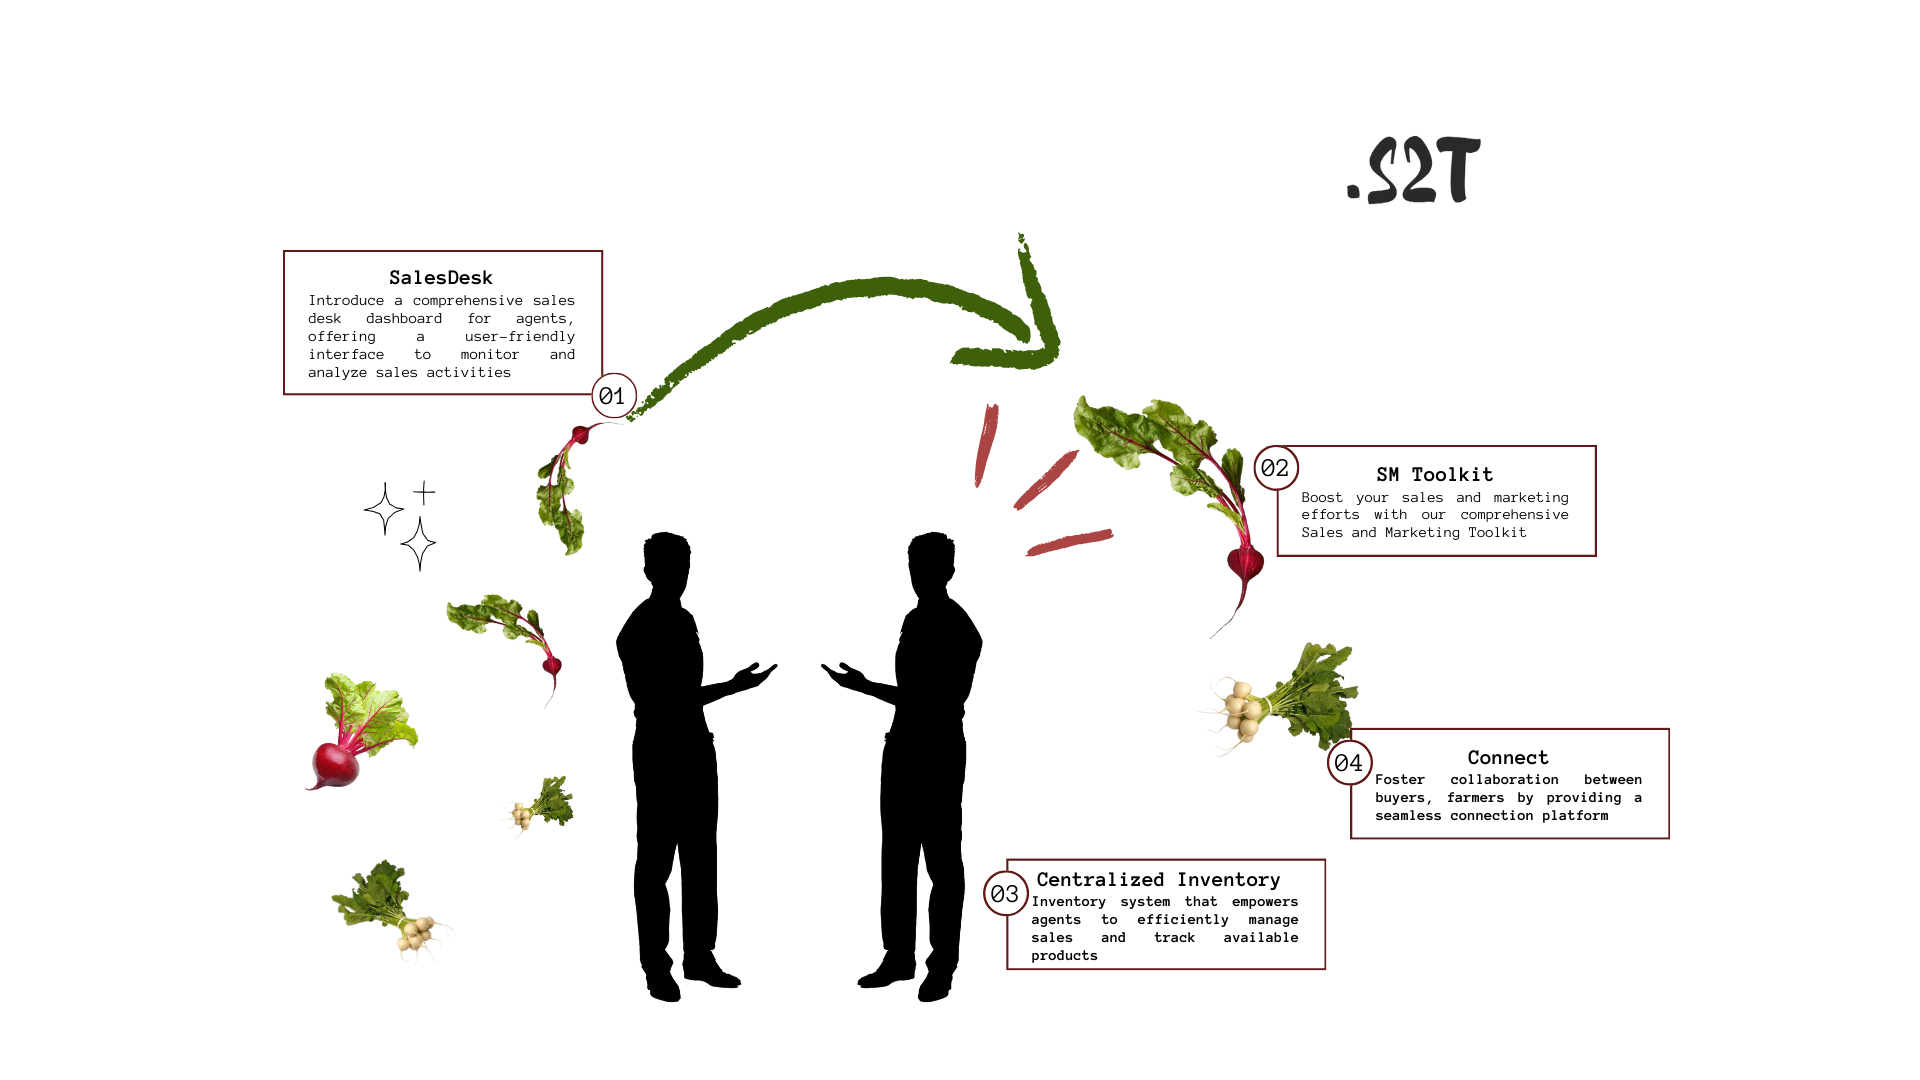 .S2T
SalesDesk
Introduce a comprehensive sales
desk dashboard for agents,
offering a user-friendly
interface to monitor and
analyze sales activities
01
02
SM Toolkit
Boost your sales and marketing
efforts with our comprehensive
Sales and Marketing Toolkit
04
Connect
Foster collaboration between
buyers, farmers by providing a
seamless connection platform
03
Centralized Inventory
Inventory system that empowers
agents to efficiently manage
sales and track available
products